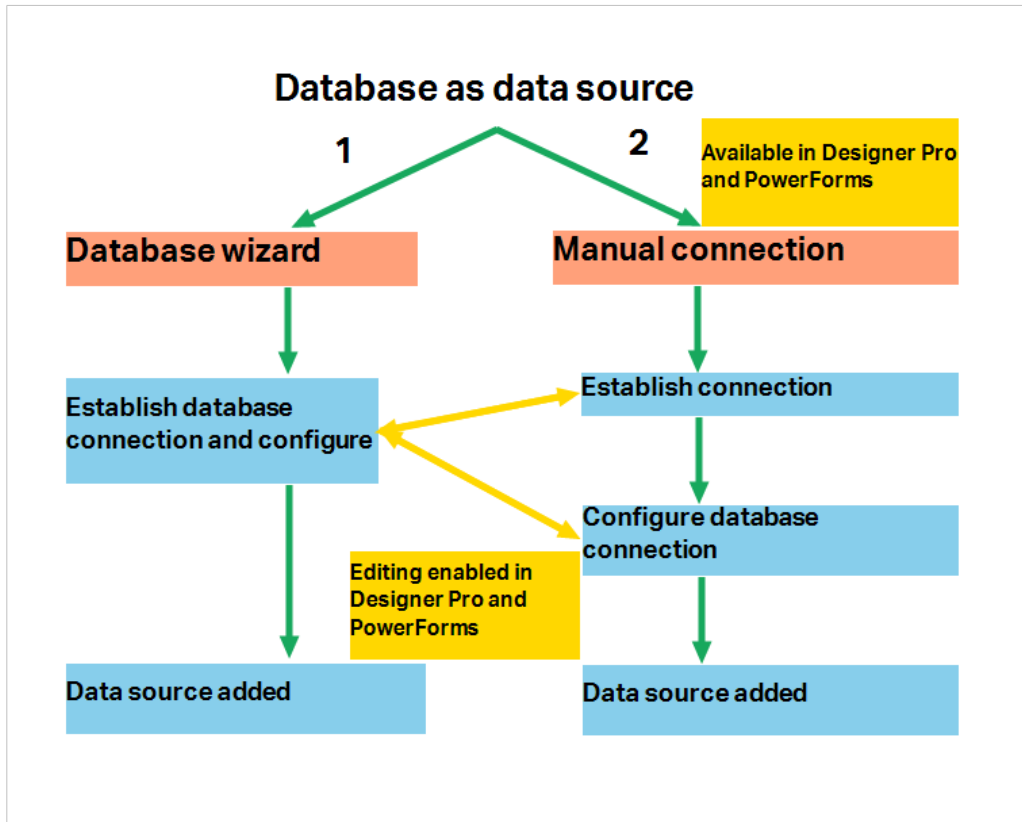 Database as data source
1
2
Available in Designer Pro
and PowerForms
Database wizard
Manual connection
Establish database
connection and configure
Establish connection
Configure database
connection
Editing enabled in
Designer Pro and
PowerForms
Data source added
Data source added